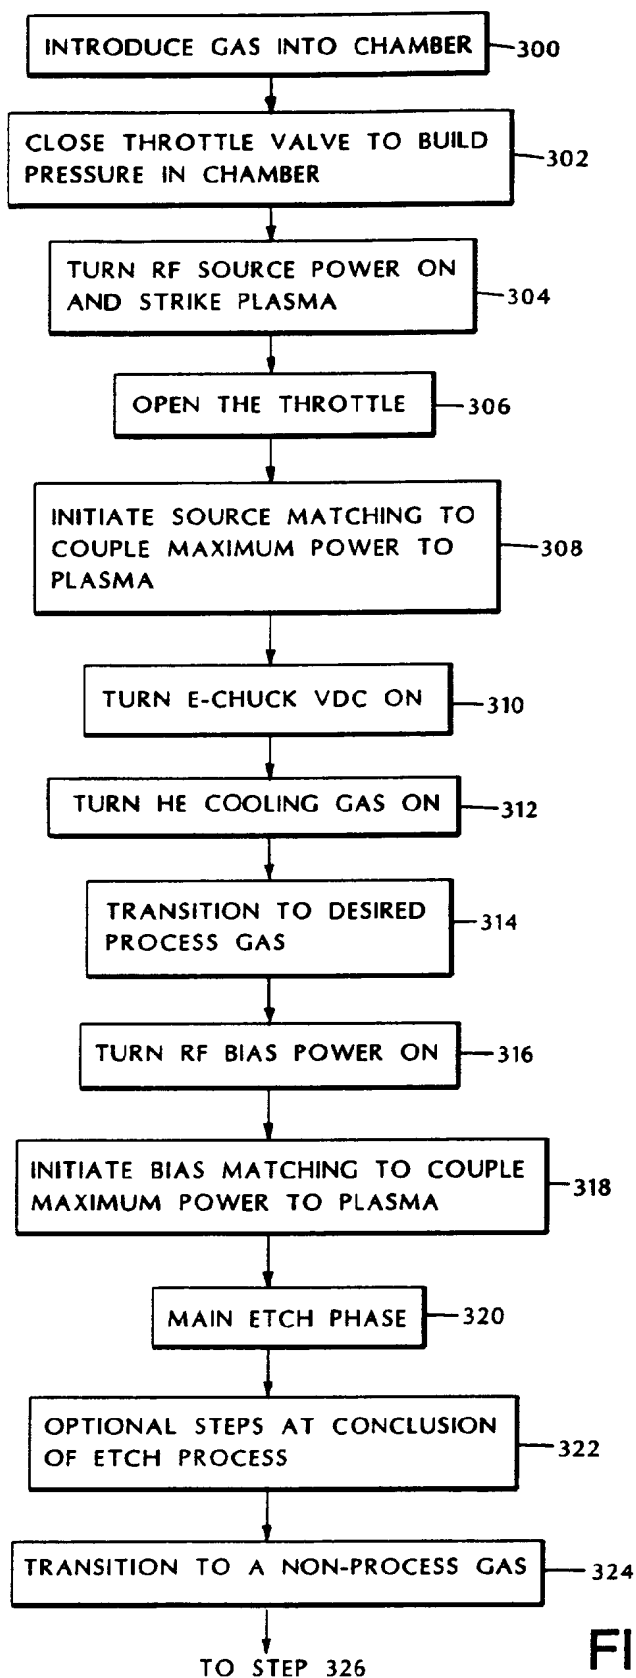 INTRODUCE GAS INTO CHAMBER
300
CLOSE THROTTLE VALVE TO BUILD
PRESSURE IN CHAMBER
302
TURN RF SOURCE POWER ON
AND STRIKE PLASMA
304
OPEN THE THROTTLE
306
INITIATE SOURCE MATCHING TO
COUPLE MAXIMUM POWER TO
PLASMA
308
TURN E-CHUCK VDC ON
310
TURN HE COOLING GAS ON
312
TRANSITION TO DESIRED
PROCESS GAS
314
TURN RF BIAS POWER ON
316
INITIATE BIAS MATCHING TO COUPLE
MAXIMUM POWER TO PLASMA
318
MAIN ETCH PHASE
320
OPTIONAL STEPS AT CONCLUSION
OF ETCH PROCESS
322
TRANSITION TO A NON-PROCESS GAS
324
TO STEP 326
FI